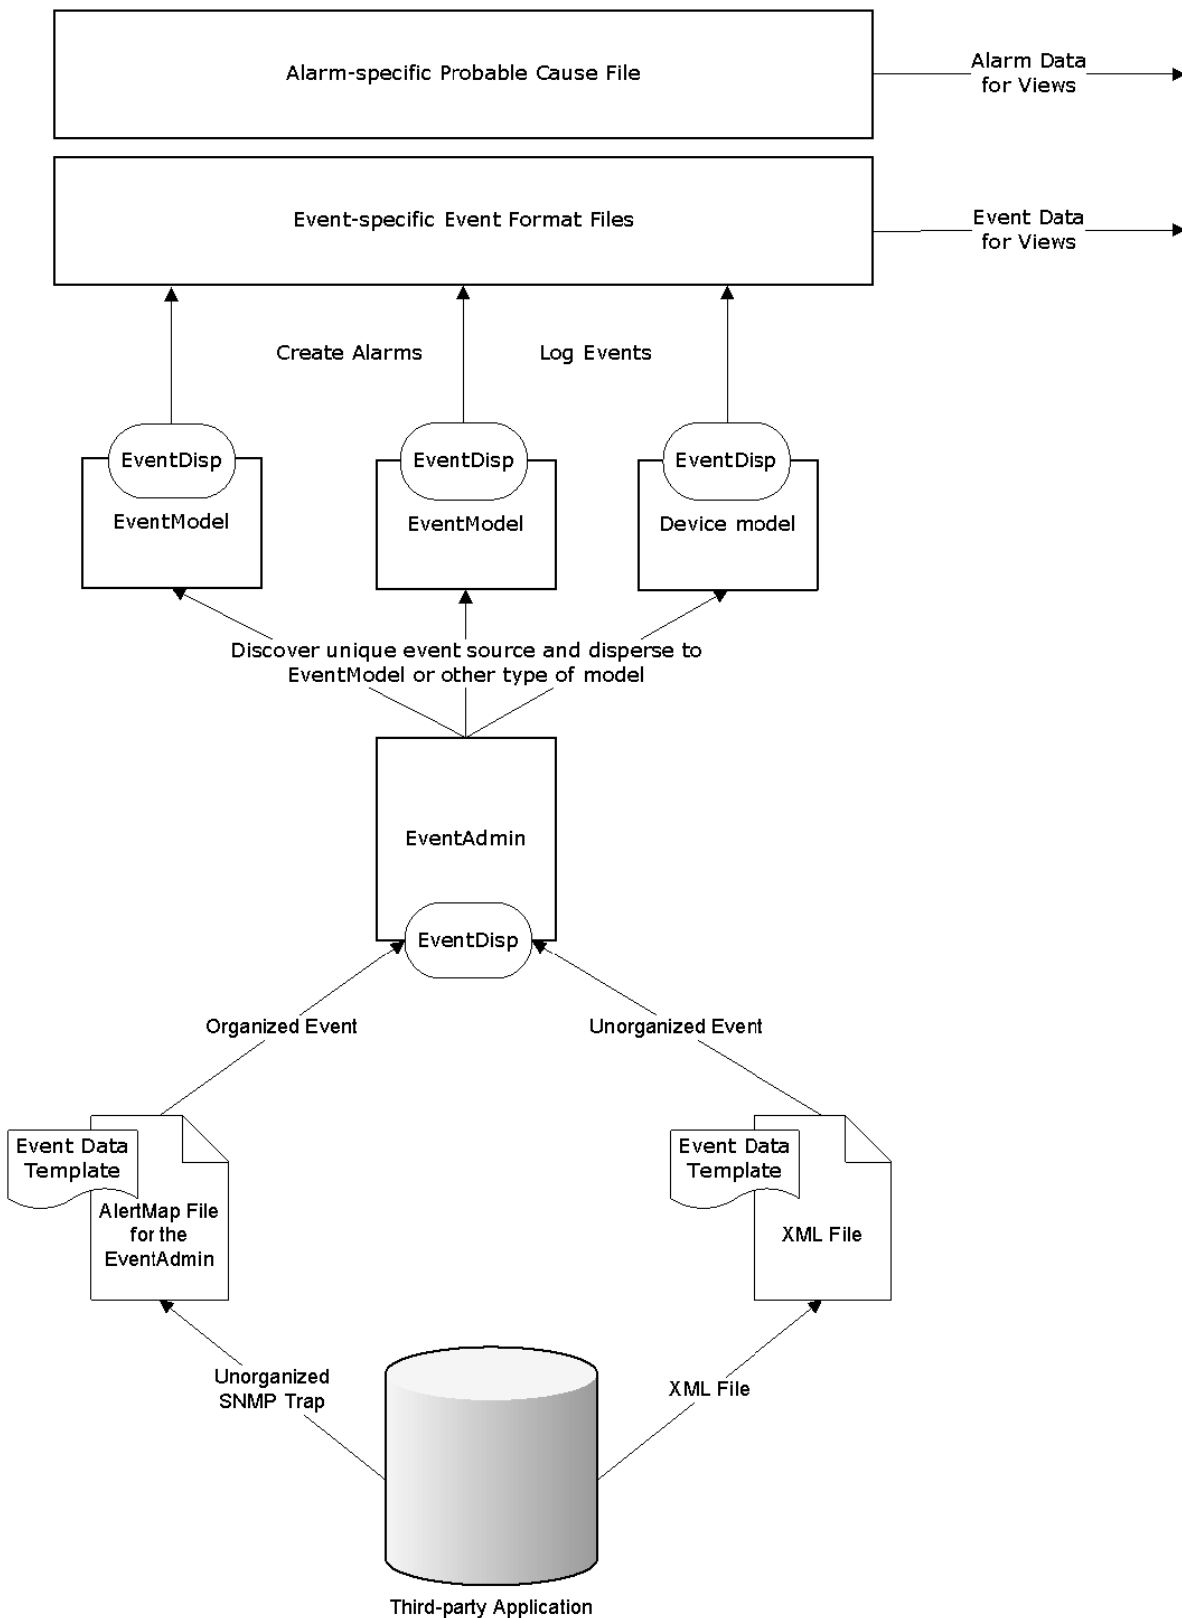 Alarm-specific Probable Cause File
Alarm Data
for Views
Event-specific Event Format Files
Event Data
for Views
Create Alarms
Log Events
EventDisp
EventDisp
EventDisp
EventModel
EventModel
Device model
Discover unique event source and disperse to
EventModel or other type of model
EventAdmin
EventDisp
Organized Event
Unorganized Event
Event Data
Template
AlertMap File
for the
EventAdmin
Event Data
Template
XML File
Unorganized
SNMP Trap
XML File
Third-party Application